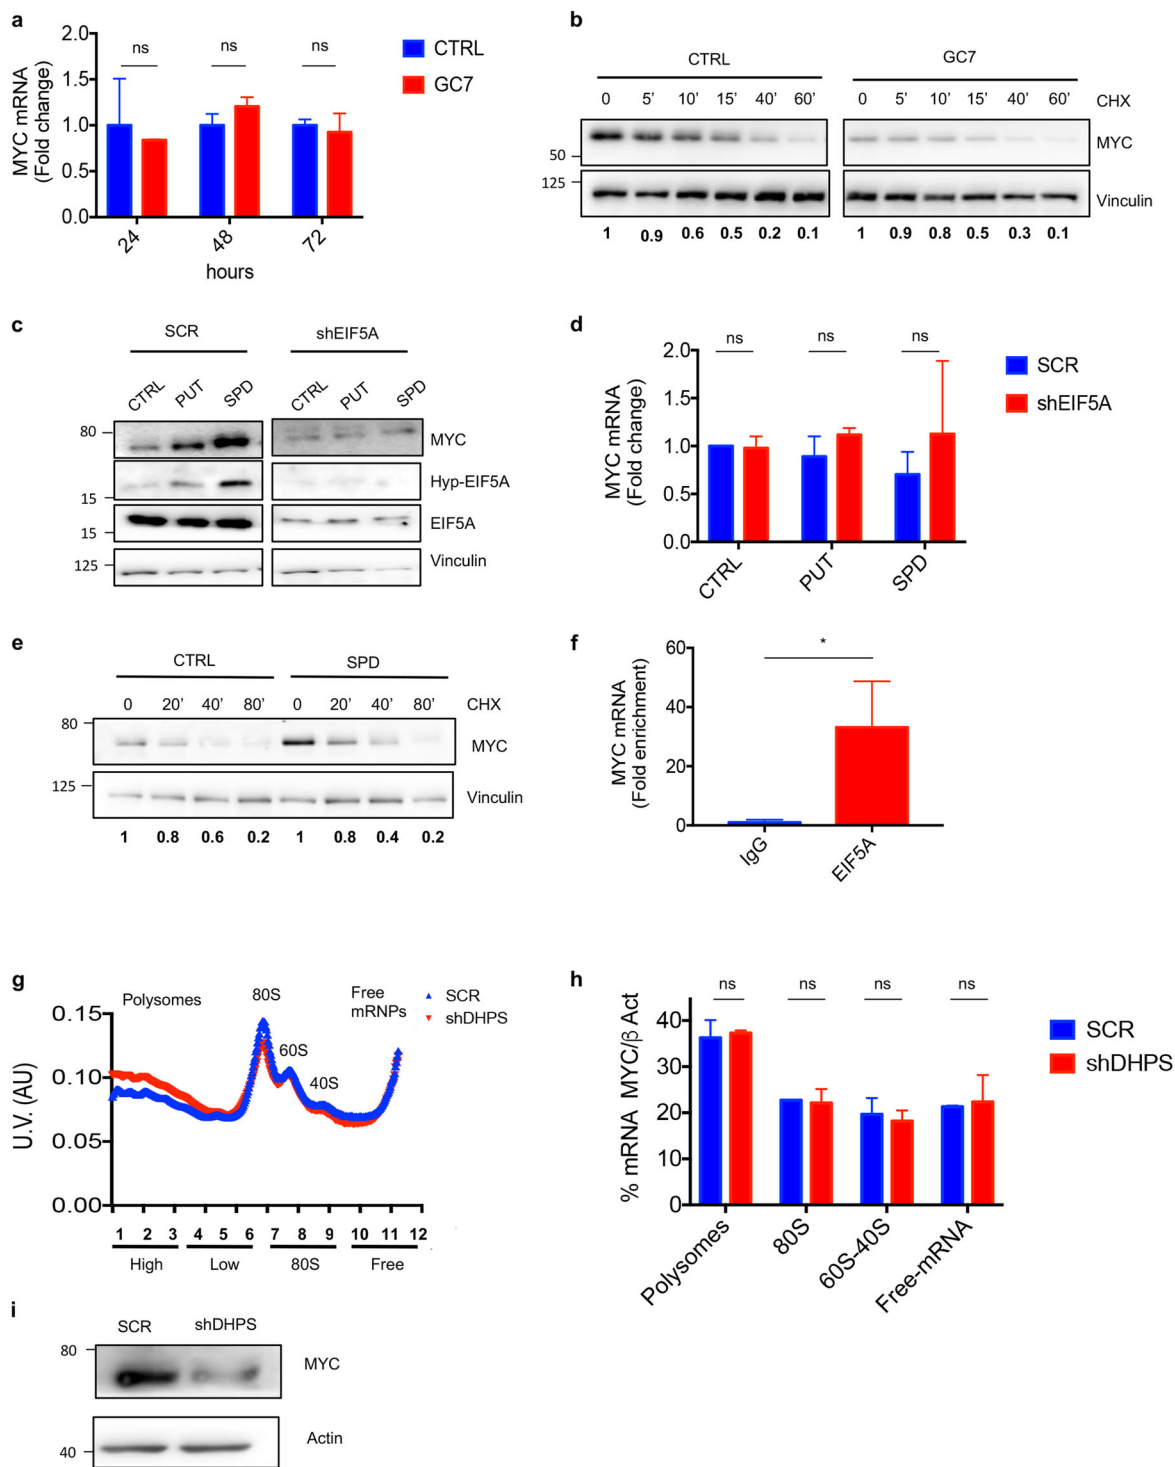 a
2.0
1.5
1.0
0.5
0.0
MYC mRNA
(Fold change)
ns ns ns
CTRL
GC7
24 48 72
hours
b
CTRL GC7
0 5' 10' 15' 40' 60' 0 5' 10' 15' 40' 60' CHX
MYC
50
125
Vinculin
1 0.9 0.6 0.5 0.2 0.1 1 0.9 0.8 0.5 0.3 0.1
c
SCR shEIF5A
CTRL PUT SPD CTRL PUT SPD
80
MYC
Hyp-EIF5A
15
EIF5A
15
Vinculin
125
d
ns ns ns
2.0
1.5
1.0
0.5
0.0
MYC mRNA
(Fold change)
SCR
shEIF5A
CTRL PUT SPD
e
CTRL SPD
0 20' 40' 80' 0 20' 40' 80' CHX
80
MYC
125
Vinculin
1 0.8 0.6 0.2 1 0.8 0.4 0.2
f
60
40
20
0
MYC mRNA
(Fold enrichment)
*
IgG EIF5A
g
Polysomes 80S Free
mRNPs
60S
40S
SCR
shDHPS
0.15
0.10
0.05
0.00
U.V. (AU)
1 2 3 4 5 6 7 8 9 10 11 12
High Low 80S Free
h
ns ns ns ns
40
30
20
10
0
% mRNA MYC/β Act
SCR
shDHPS
Polysomes 80S 60S-40S Free-mRNA
i
SCR shDHPS
80
MYC
Actin
40